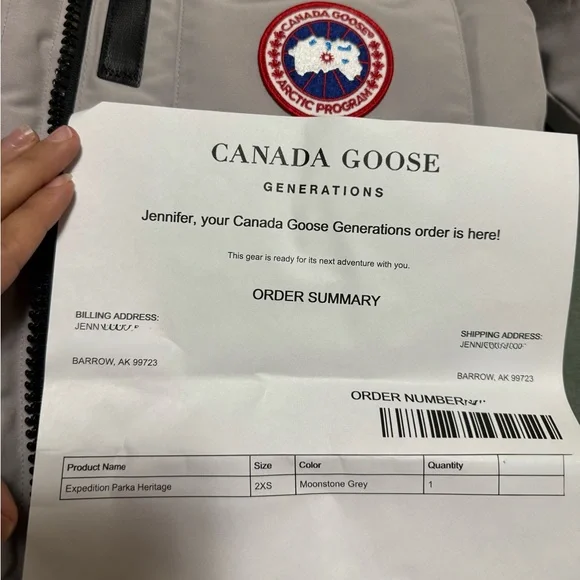 CANADA GOOSE
ARCTIC PROGRAM
CANADA GOOSE
GENERATIONS
Jennifer, your Canada Goose Generations order is here!
This gear is ready for its next adventure with you.
ORDER SUMMARY
BILLING ADDRESS:
BARROW, AK 99723
SHIPPING ADDRESS:
BARROW, AK 99723
ORDER NUMBER
Product Name Size Color Quantity
Expedition Parka Heritage 2XS Moonstone Grey 1